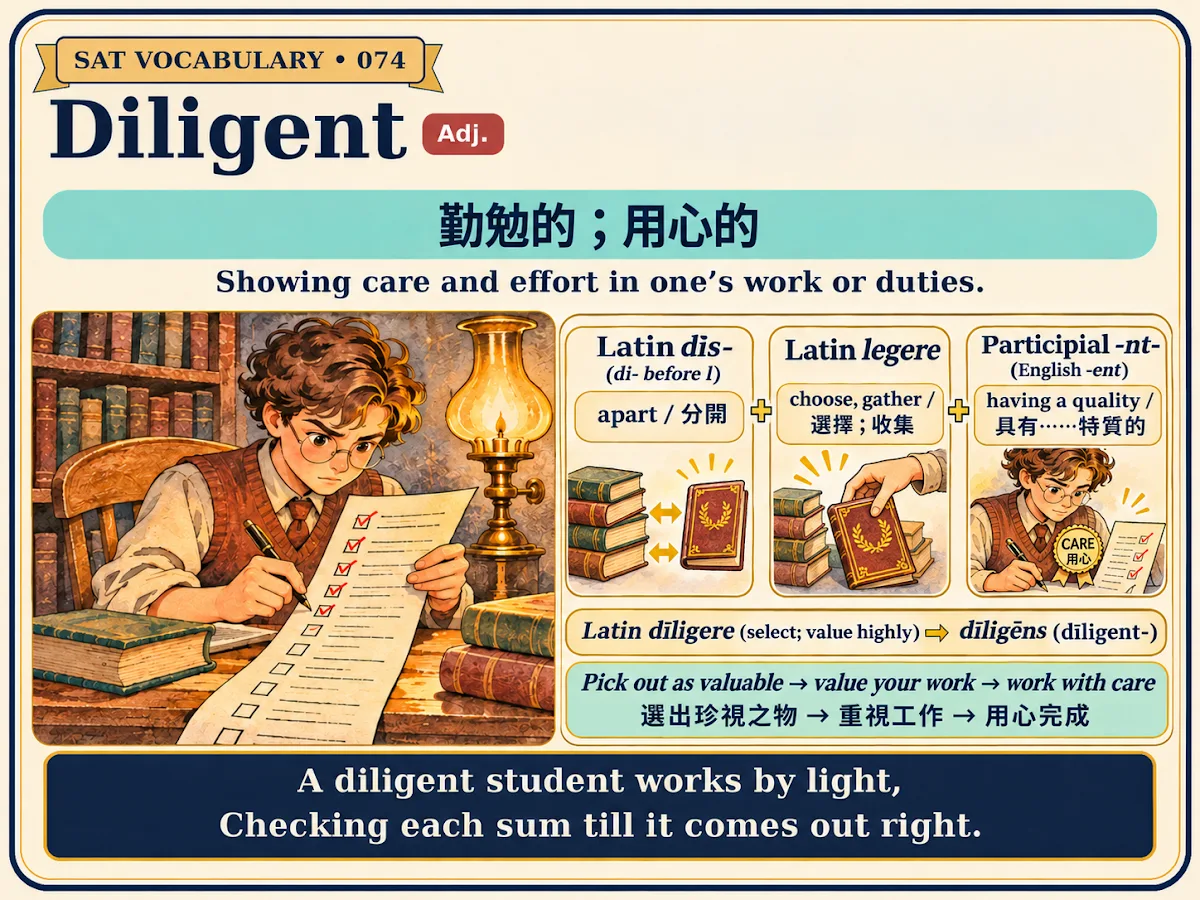 SAT VOCABULARY • 074
Diligent
Adj.
勤勉的；用心的
Showing care and effort in one’s work or duties.
Latin dīs-
(di- before l)
apart / 分開
+
Latin legere
choose, gather /
選擇；收集
+
Participial -nt-
(English -ent)
having a quality /
具有……特質的
CARE
用心
Latin dīligere (select; value highly) ➡ dīligēns (dīligent-)
Pick out as valuable → value your work → work with care
選出珍視之物 → 重視工作 → 用心完成
A diligent student works by light,
Checking each sum till it comes out right.